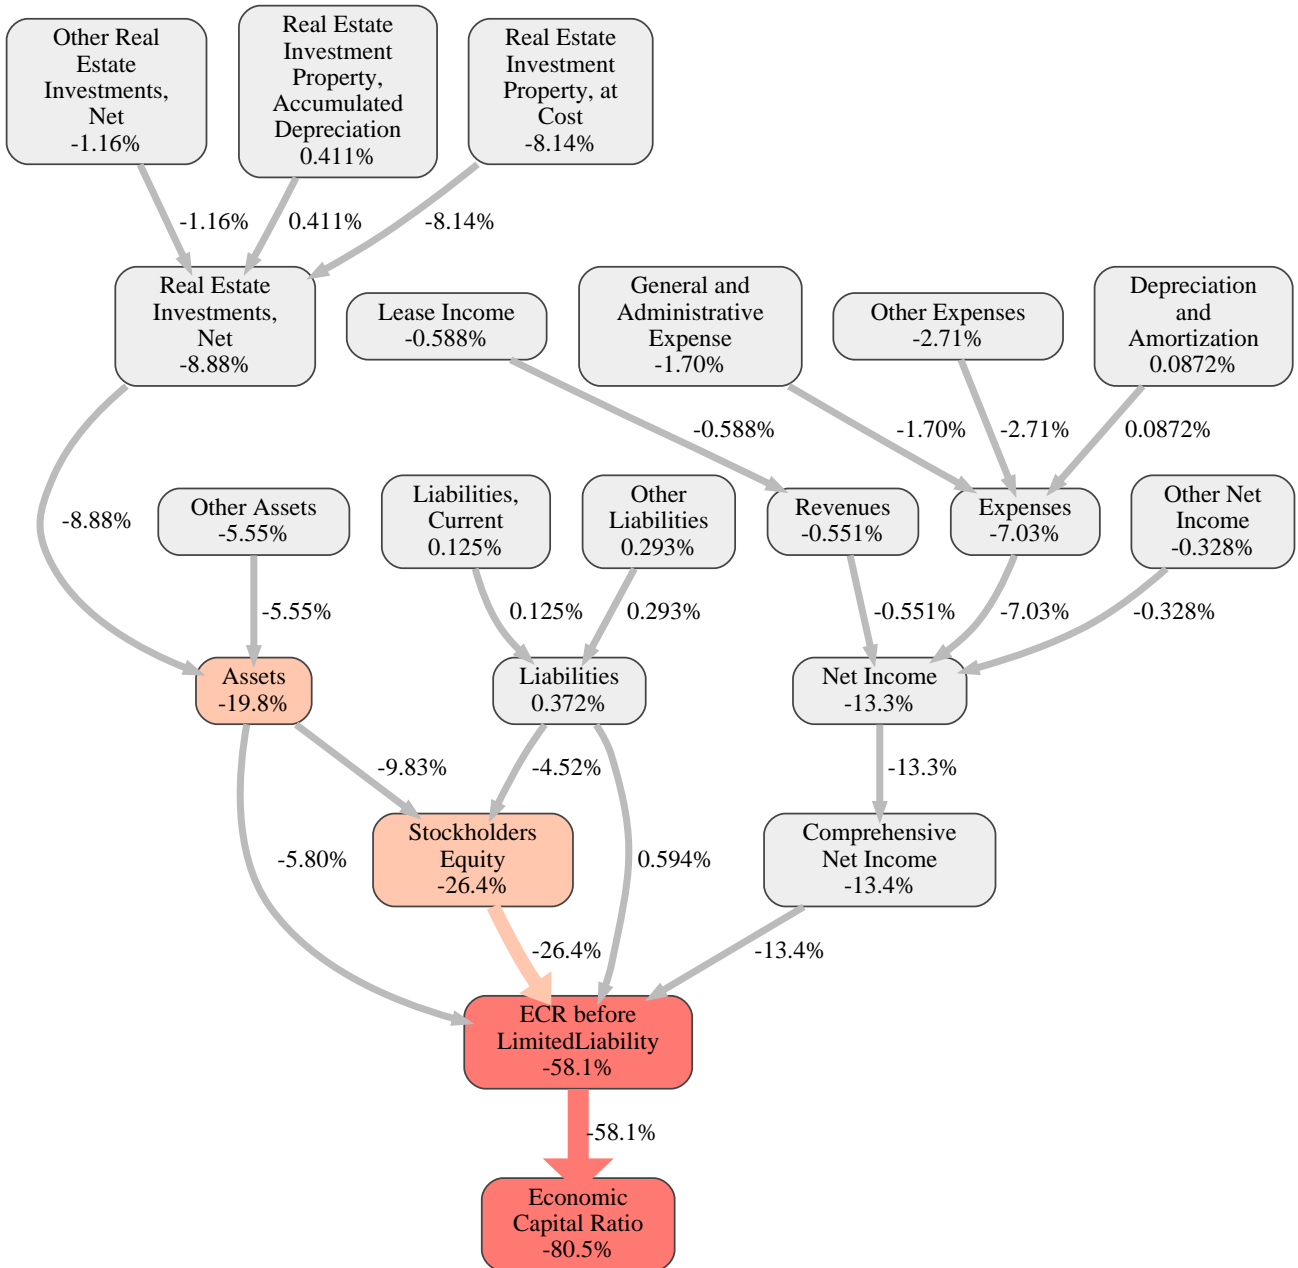 Other Real
Estate
Investments,
Net
-1.16%
Real Estate
Investment
Property,
Accumulated
Depreciation
0.411%
Real Estate
Investment
Property, at
Cost
-8.14%
-1.16%
0.411%
-8.14%
Real Estate
Investments,
Net
-8.88%
Lease Income
-0.588%
General and
Administrative
Expense
-1.70%
Other Expenses
-2.71%
Depreciation
and
Amortization
0.0872%
-0.588%
-1.70%
-2.71%
0.0872%
-8.88%
Other Assets
-5.55%
Liabilities,
Current
0.125%
Other
Liabilities
0.293%
Revenues
-0.551%
Expenses
-7.03%
Other Net
Income
-0.328%
-5.55%
0.125%
0.293%
-0.551%
-7.03%
-0.328%
Assets
-19.8%
Liabilities
0.372%
Net Income
-13.3%
-9.83%
-4.52%
-13.3%
-5.80%
Stockholders
Equity
-26.4%
0.594%
Comprehensive
Net Income
-13.4%
-26.4%
-13.4%
ECR before
LimitedLiability
-58.1%
-58.1%
Economic
Capital Ratio
-80.5%